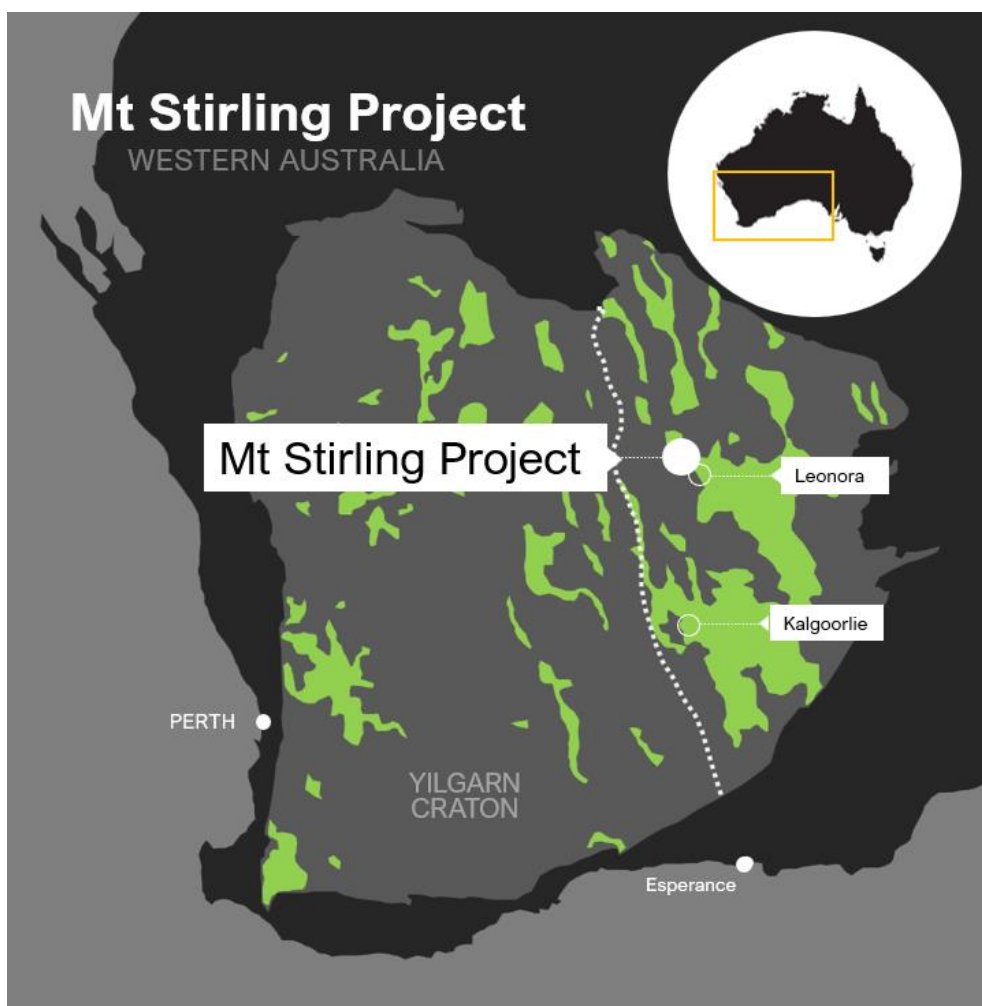 Mt Stirling Project
WESTERN AUSTRALIA
Mt Stirling Project
Leonora
Kalgoorlie
PERTH
YILGARN
CRATON
Esperance